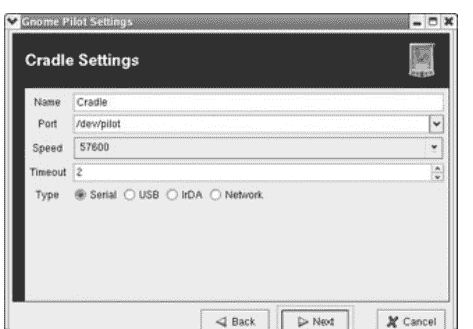 Gnome Pilot Settings
Cradle Settings
Name Cradle
Port /dev/pilot
Speed 57600
Timeout 2
Type Serial USB IrDA Network
Back Next Cancel